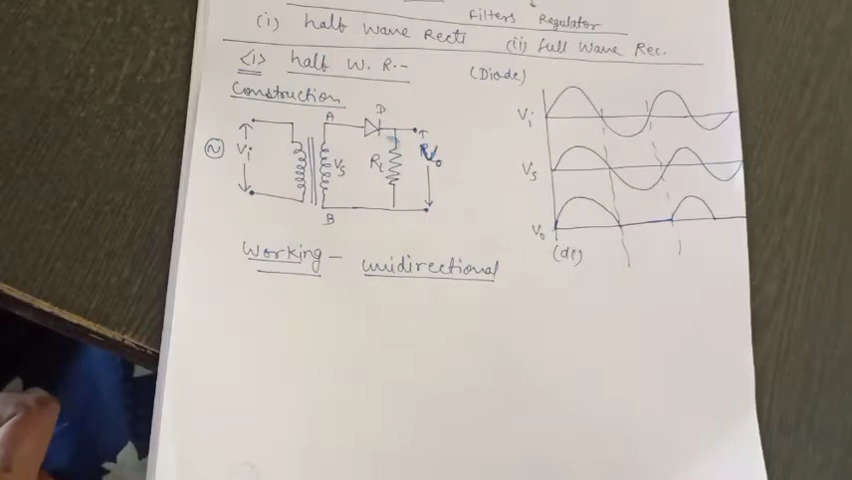 Filters Regulator
(i) half wave Recti (ii) full wave Rec.
(i) half W. R.-
(Diode)
Construction
A D
Vi
~ Vi VS RL Vo
VS
B
Vo
(dc)
Working - unidirectional